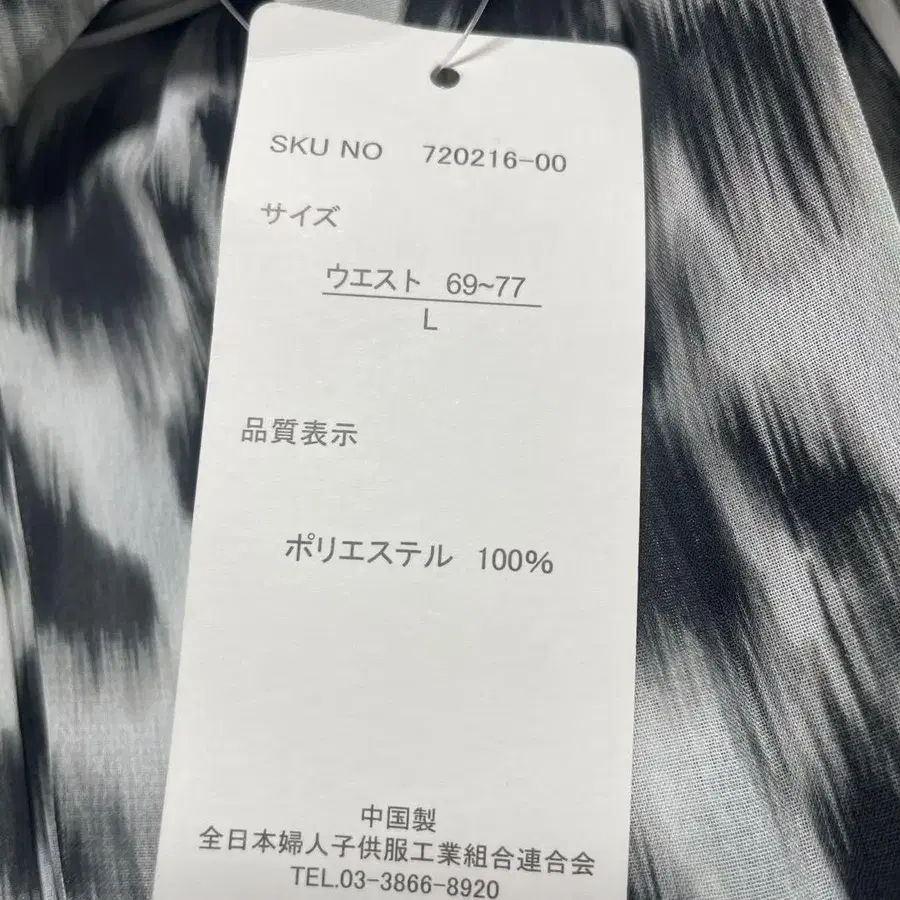 SKU NO 720216-00
サイズ
ウエスト 69~77
L
品質表示
ポリエステル 100%
中国製
全日本婦人子供服工業組合連合会
TEL.03-3866-8920